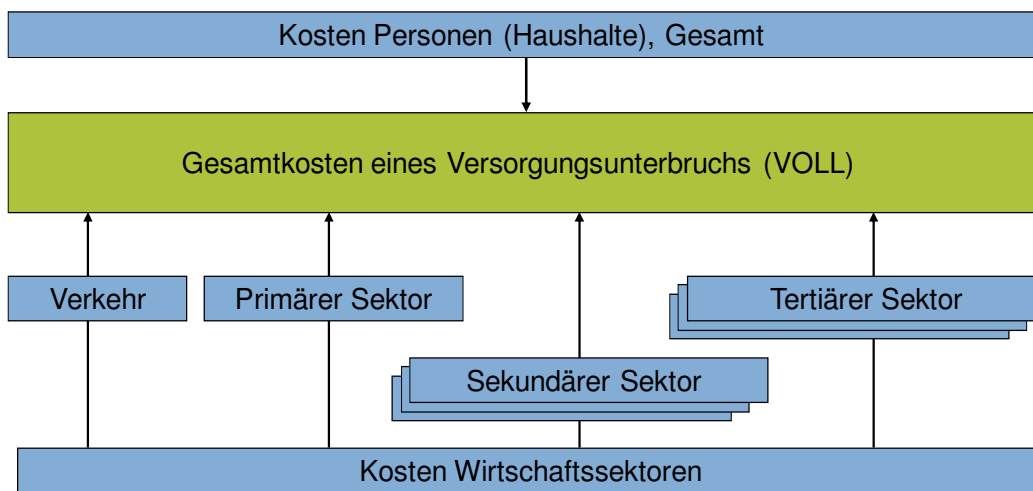 Kosten Personen (Haushalte), Gesamt
Gesamtkosten eines Versorgungsunterbruchs (VOLL)
Verkehr
Primärer Sektor
Tertiärer Sektor
Sekundärer Sektor
Kosten Wirtschaftssektoren